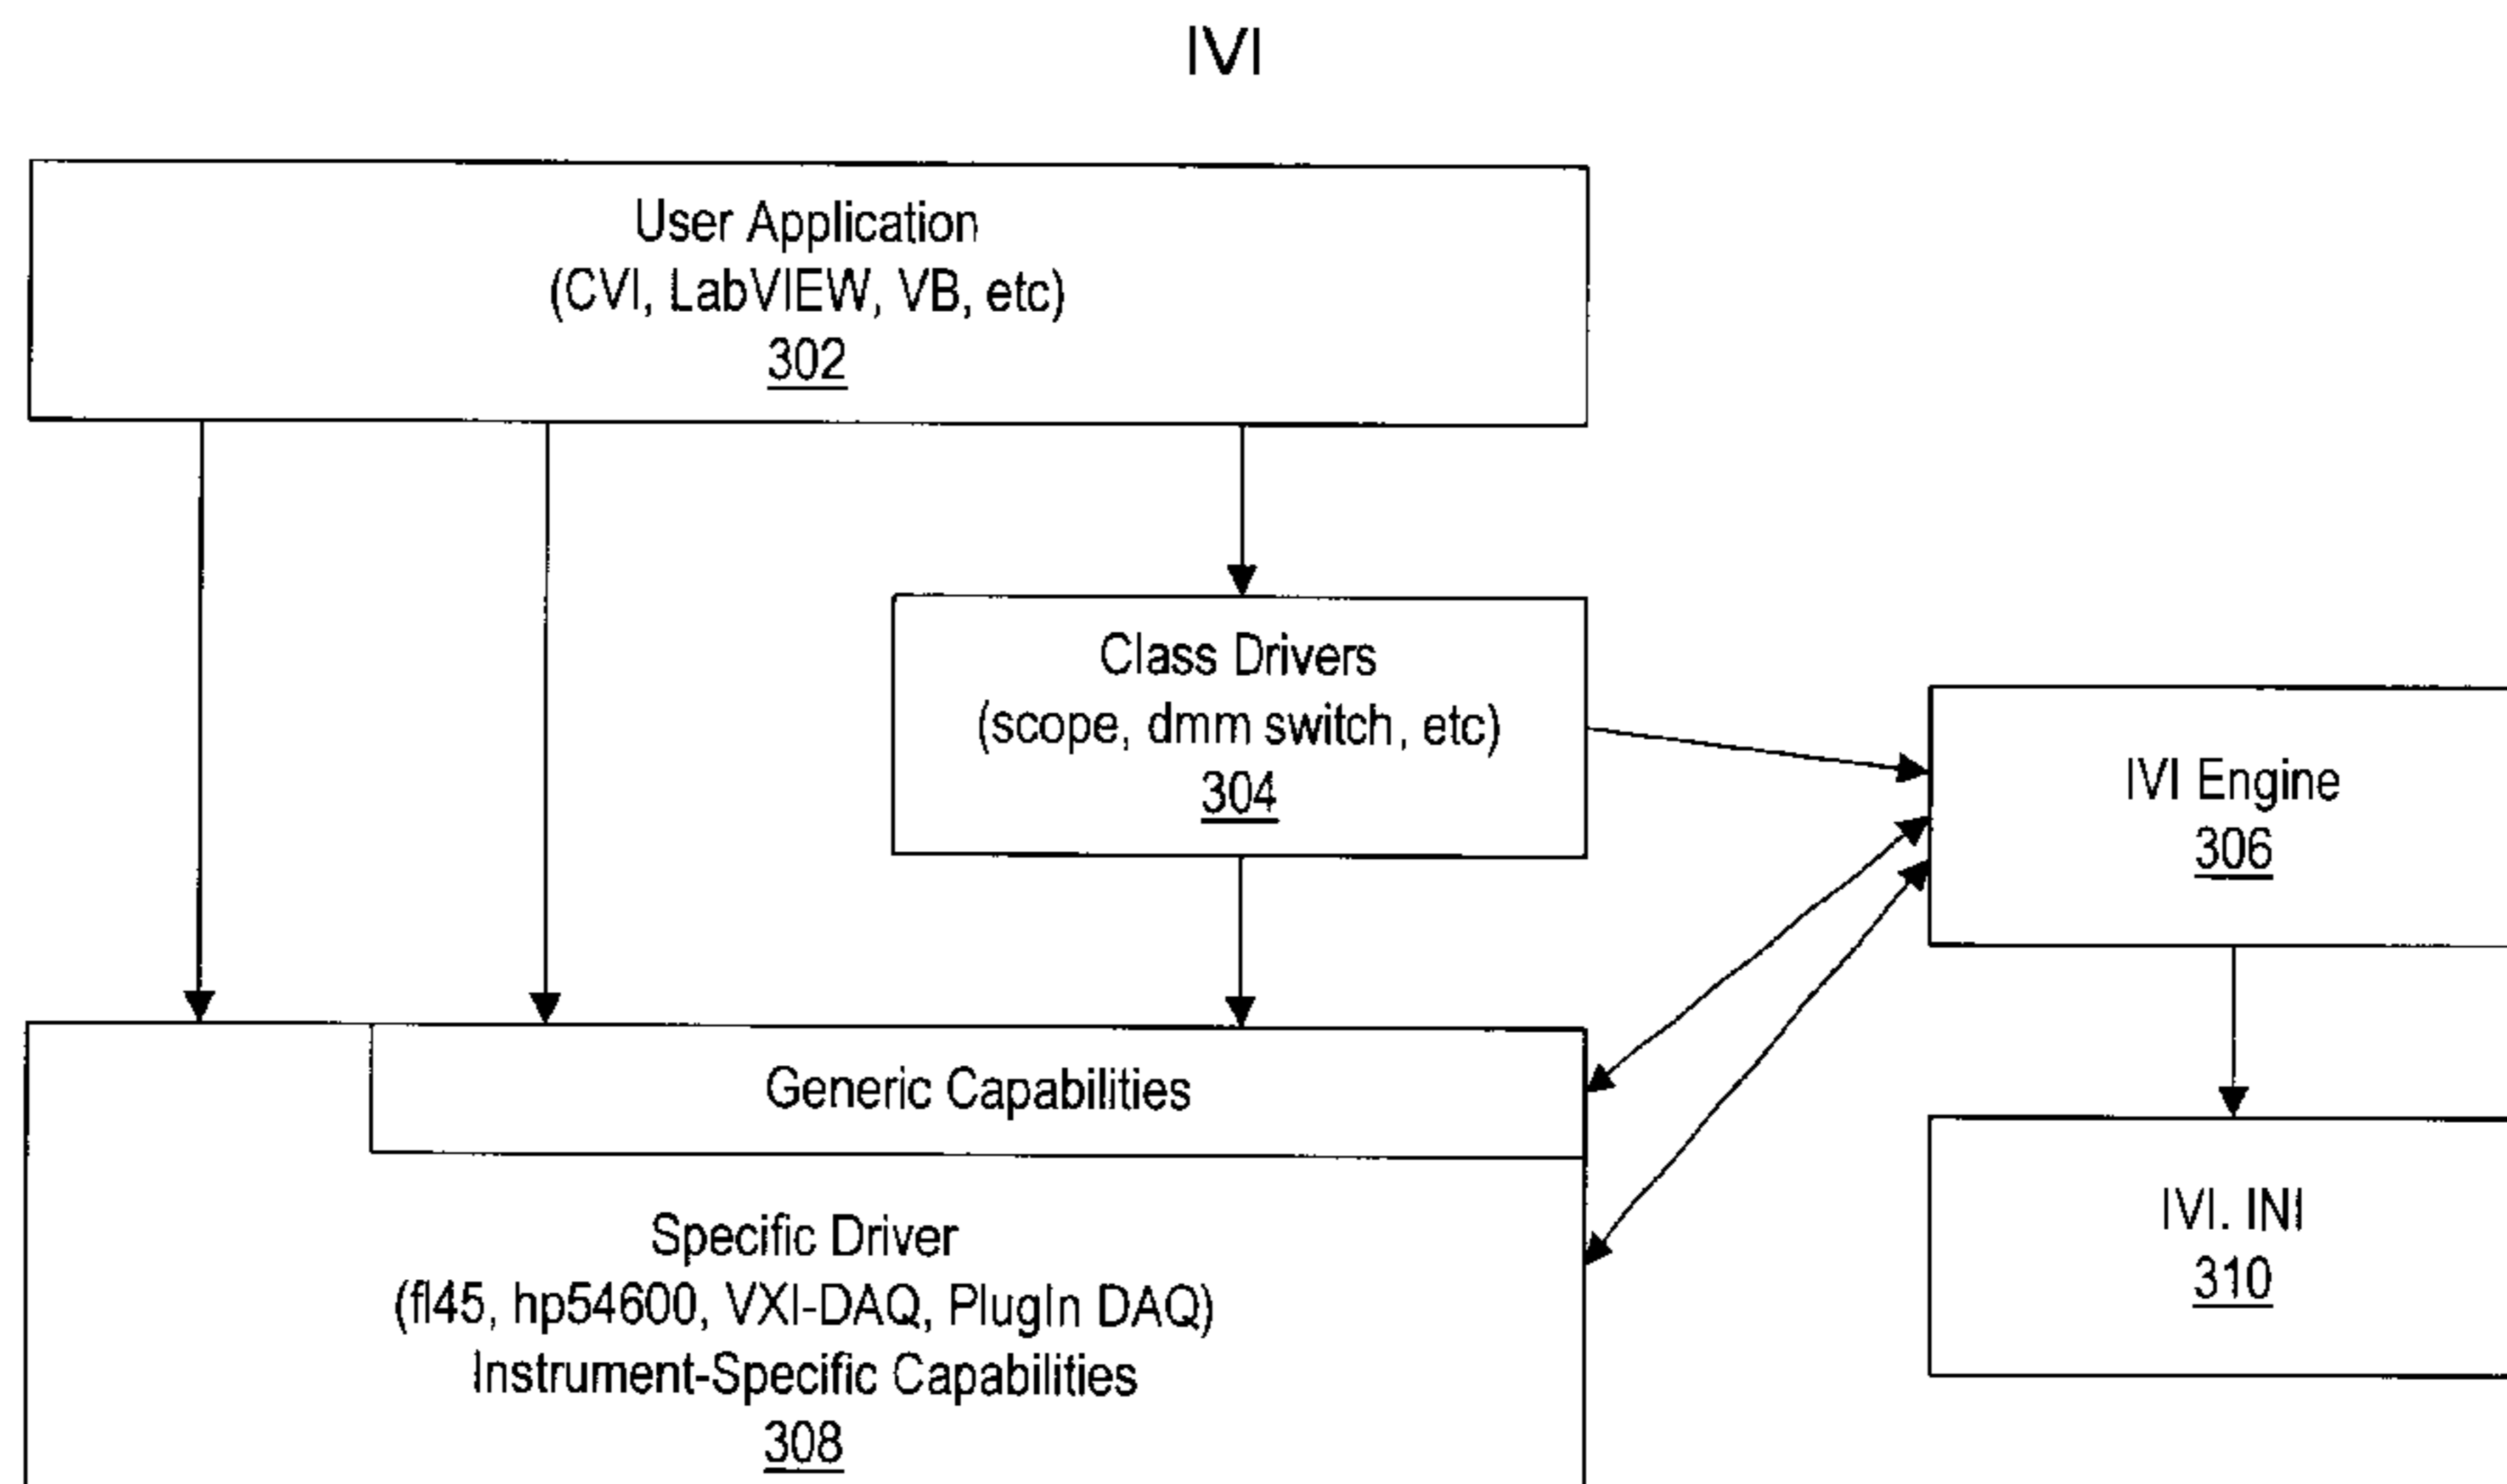 IVI
User Application
(CVI, LabVIEW, VB, etc)
302
Class Drivers
(scope, dmm switch, etc)
304
IVI Engine
306
Generic Capabilities
Specific Driver
(fl45, hp54600, VXI-DAQ, PlugIn DAQ)
Instrument-Specific Capabilities
308
IVI. INI
310